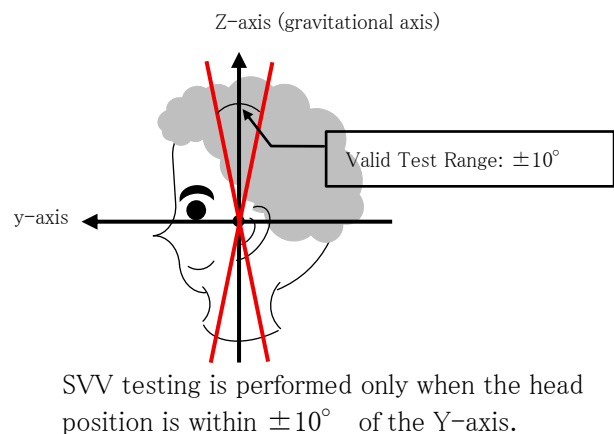 Z-axis (gravitational axis)
Valid Test Range: ±10°
y-axis
SVV testing is performed only when the head
position is within ±10° of the Y-axis.